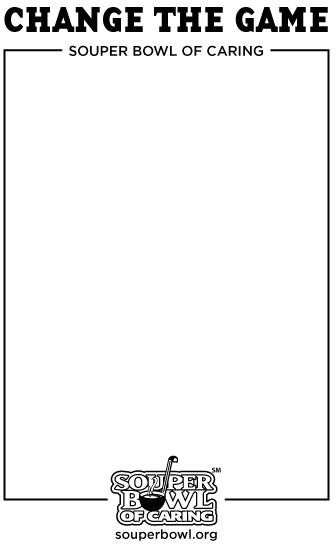 CHANGE THE GAME
SOUPER BOWL OF CARING
SOUPER SM
BOWL
OF CARING
souperbowl.org